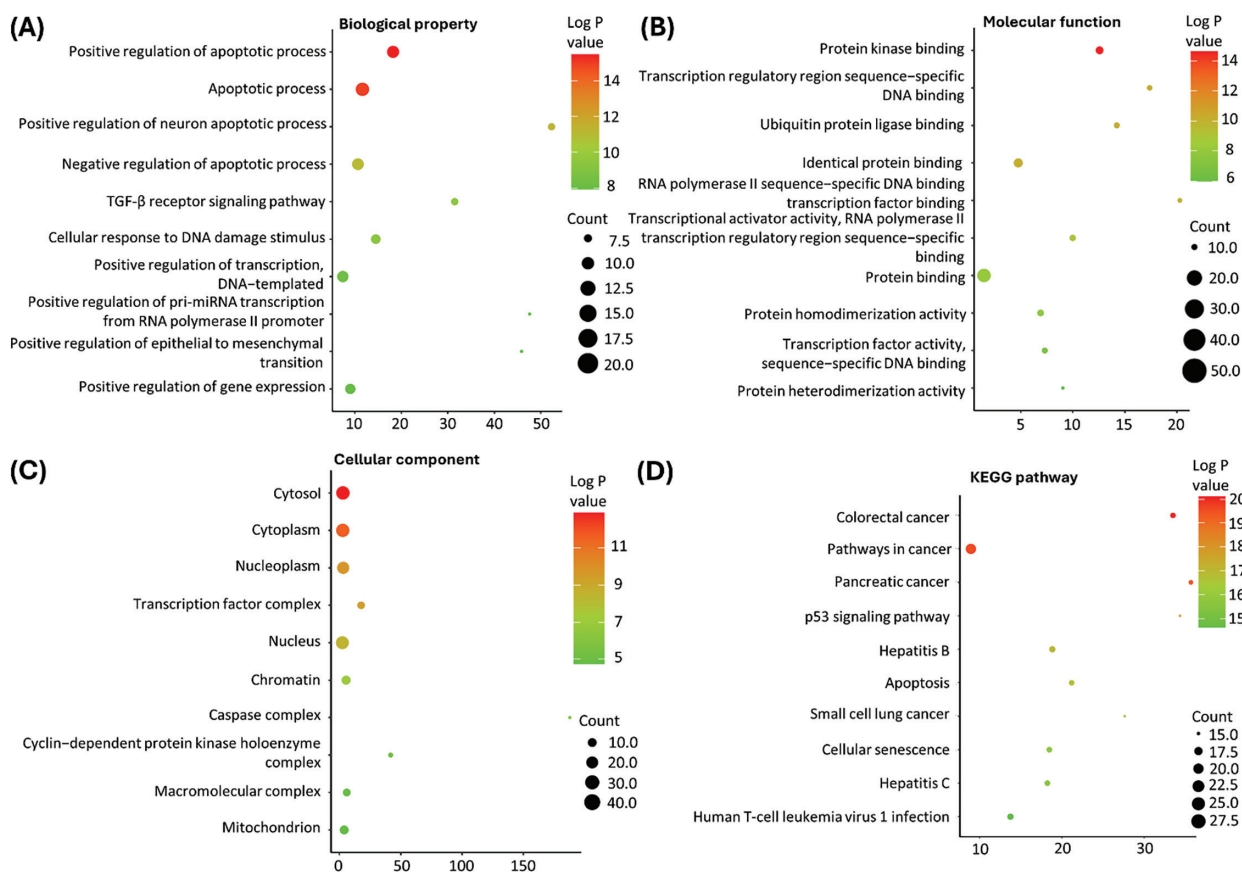 (A)
Biological property
Positive regulation of apoptotic process
Apoptotic process
Positive regulation of neuron apoptotic process
Negative regulation of apoptotic process
TGF-β receptor signaling pathway
Cellular response to DNA damage stimulus
Positive regulation of transcription,
DNA−templated
Positive regulation of pri-miRNA transcription
from RNA polymerase II promoter
Positive regulation of epithelial to mesenchymal
transition
Positive regulation of gene expression
10 20 30 40 50
Log P
value
14
12
10
8
Count
7.5
10.0
12.5
15.0
17.5
20.0
(B)
Molecular function
Protein kinase binding
Transcription regulatory region sequence−specific
DNA binding
Ubiquitin protein ligase binding
Identical protein binding
RNA polymerase II sequence−specific DNA binding
transcription factor binding
Transcriptional activator activity, RNA polymerase II
transcription regulatory region sequence−specific
binding
Protein binding
Protein homodimerization activity
Transcription factor activity,
sequence−specific DNA binding
Protein heterodimerization activity
5 10 15 20
Log P
value
14
12
10
8
6
Count
10.0
20.0
30.0
40.0
50.0
(C)
Cellular component
Cytosol
Cytoplasm
Nucleoplasm
Transcription factor complex
Nucleus
Chromatin
Caspase complex
Cyclin−dependent protein kinase holoenzyme
complex
Macromolecular complex
Mitochondrion
0 50 100 150
Log P
value
11
9
7
5
Count
10.0
20.0
30.0
40.0
(D)
KEGG pathway
Colorectal cancer
Pathways in cancer
Pancreatic cancer
p53 signaling pathway
Hepatitis B
Apoptosis
Small cell lung cancer
Cellular senescence
Hepatitis C
Human T-cell leukemia virus 1 infection
10 20 30
Log P
value
20
19
18
17
16
15
Count
15.0
17.5
20.0
22.5
25.0
27.5